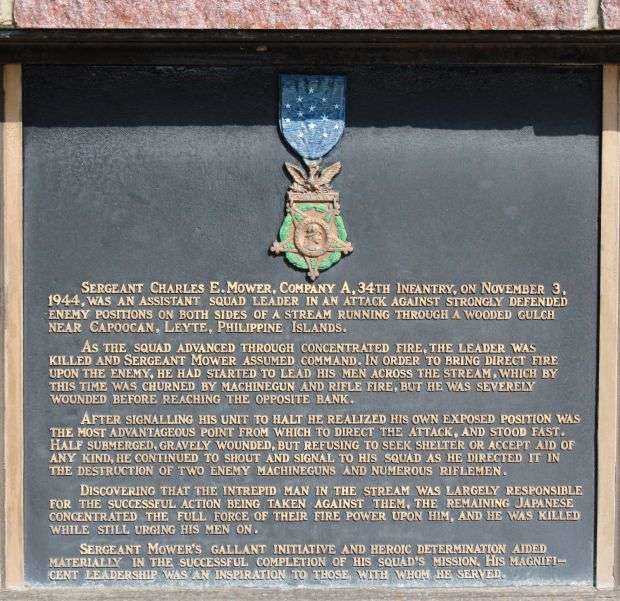 Sergeant Charles E. Mower, Company A, 34th Infantry, on November 3,
1944, was an assistant squad leader in an attack against strongly defended
enemy positions on both sides of a stream running through a wooded gulch
near Capoocan, Leyte, Philippine Islands.
As the squad advanced through concentrated fire, the leader was
killed and Sergeant Mower assumed command. In order to bring direct fire
upon the enemy, he had started to lead his men across the stream, which by
this time was churned by machinegun and rifle fire, but he was severely
wounded before reaching the opposite bank.
After signalling his unit to halt he realized his own exposed position was
the most advantageous point from which to direct the attack, and stood fast.
Half submerged, gravely wounded, but refusing to seek shelter or accept aid of
any kind, he continued to shout and signal to his squad as he directed it in
the destruction of two enemy machineguns and numerous riflemen.
Discovering that the intrepid man in the stream was largely responsible
for the successful action being taken against them, the remaining Japanese
concentrated the full force of their fire power upon him, and he was killed
while still urging his men on.
Sergeant Mower's gallant initiative and heroic determination aided
materially in the successful completion of his squad's mission. His magnifi-
cent leadership was an inspiration to those with whom he served.